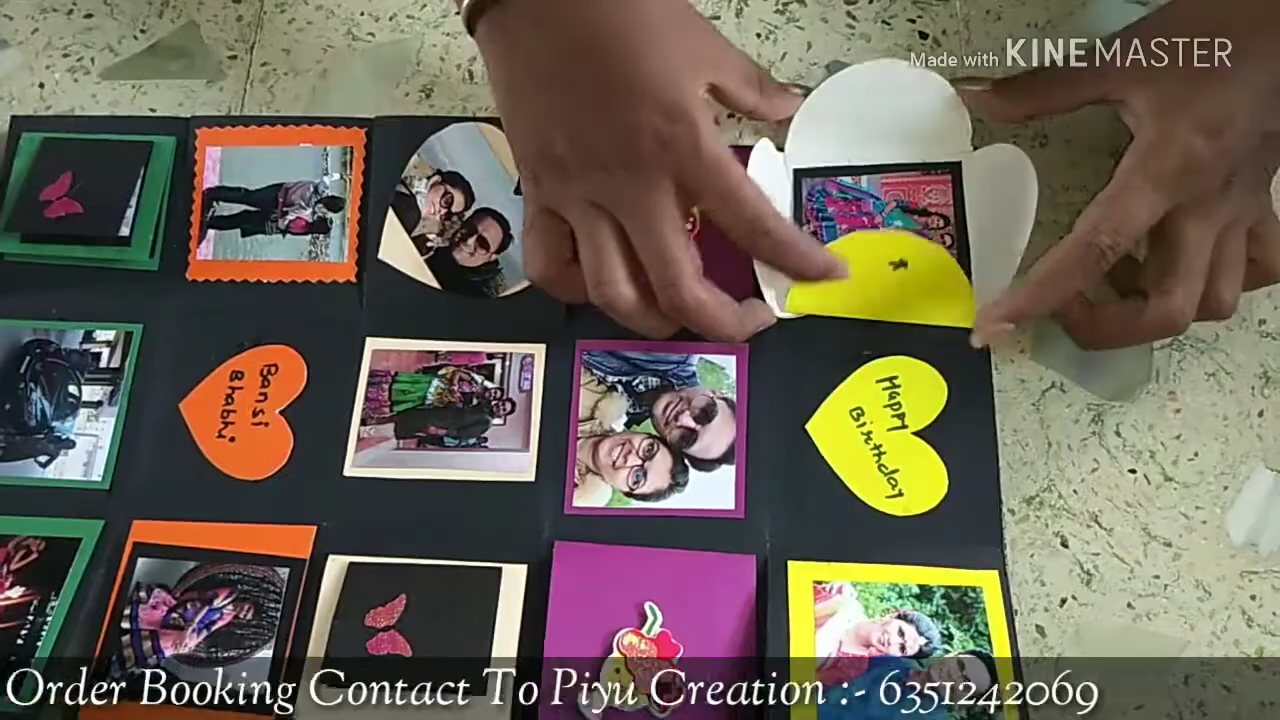 Made with KINEMASTER
Bansi
Bhabhi
Happy
Birthday
Order Booking Contact To Piyu Creation :- 6351242069